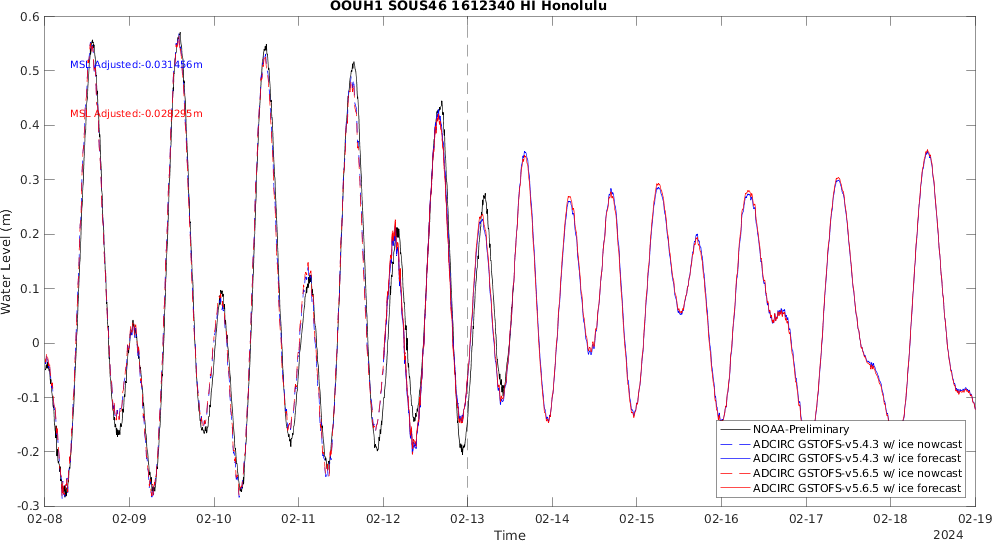 OOUH1 SOUS46 1612340 HI Honolulu
0.6
0.5
0.4
0.3
0.2
0.1
0
-0.1
-0.2
-0.3
Water Level (m)
MSL Adjusted:-0.031456m
MSL Adjusted:-0.028295m
NOAA-Preliminary
ADCIRC GSTOFS-v5.4.3 w/ ice nowcast
ADCIRC GSTOFS-v5.4.3 w/ ice forecast
ADCIRC GSTOFS-v5.6.5 w/ ice nowcast
ADCIRC GSTOFS-v5.6.5 w/ ice forecast
02-08 02-09 02-10 02-11 02-12 02-13 02-14 02-15 02-16 02-17 02-18 02-19
Time
2024